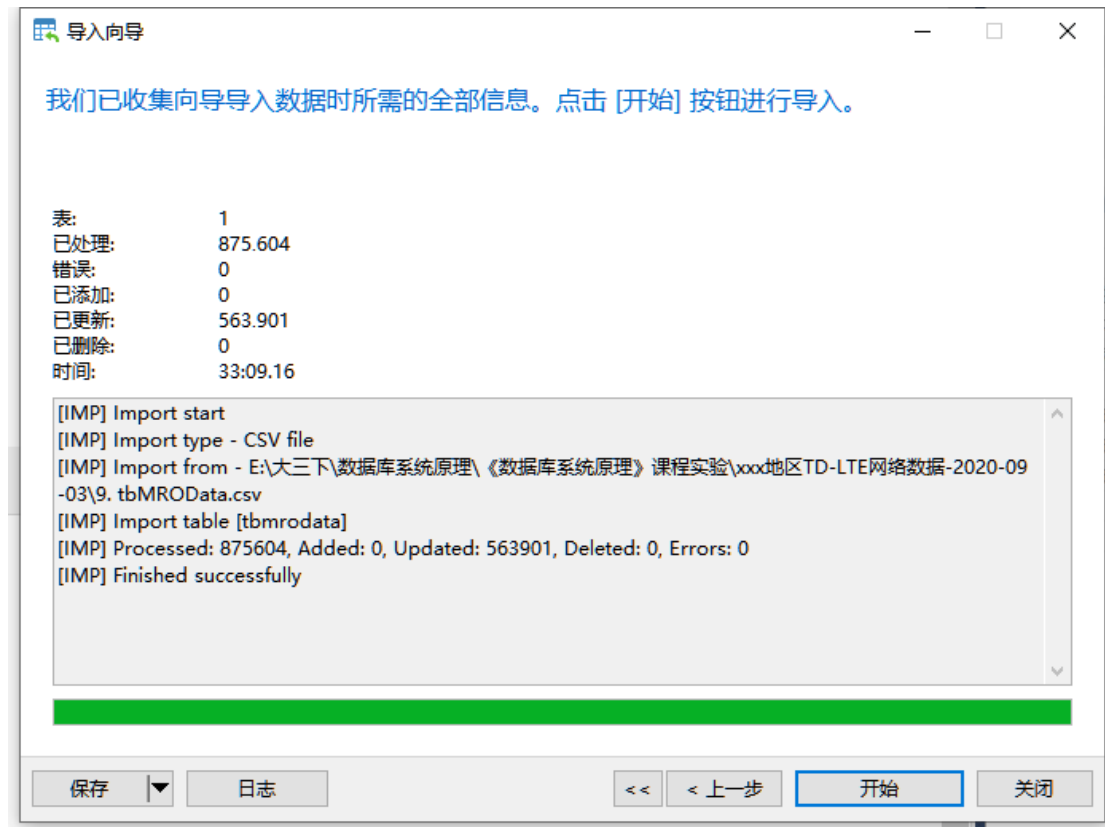 导入向导
我们已收集向导导入数据时所需的全部信息。点击 [开始] 按钮进行导入。
表: 1
已处理: 875.604
错误: 0
已添加: 0
已更新: 563.901
已删除: 0
时间: 33:09.16
[IMP] Import start
[IMP] Import type - CSV file
[IMP] Import from - E:\大三下\数据库系统原理\《数据库系统原理》课程实验\xxx地区TD-LTE网络数据-2020-09
-03\9. tbMROData.csv
[IMP] Import table [tbmrodata]
[IMP] Processed: 875604, Added: 0, Updated: 563901, Deleted: 0, Errors: 0
[IMP] Finished successfully
保存 日志 << < 上一步 开始 关闭